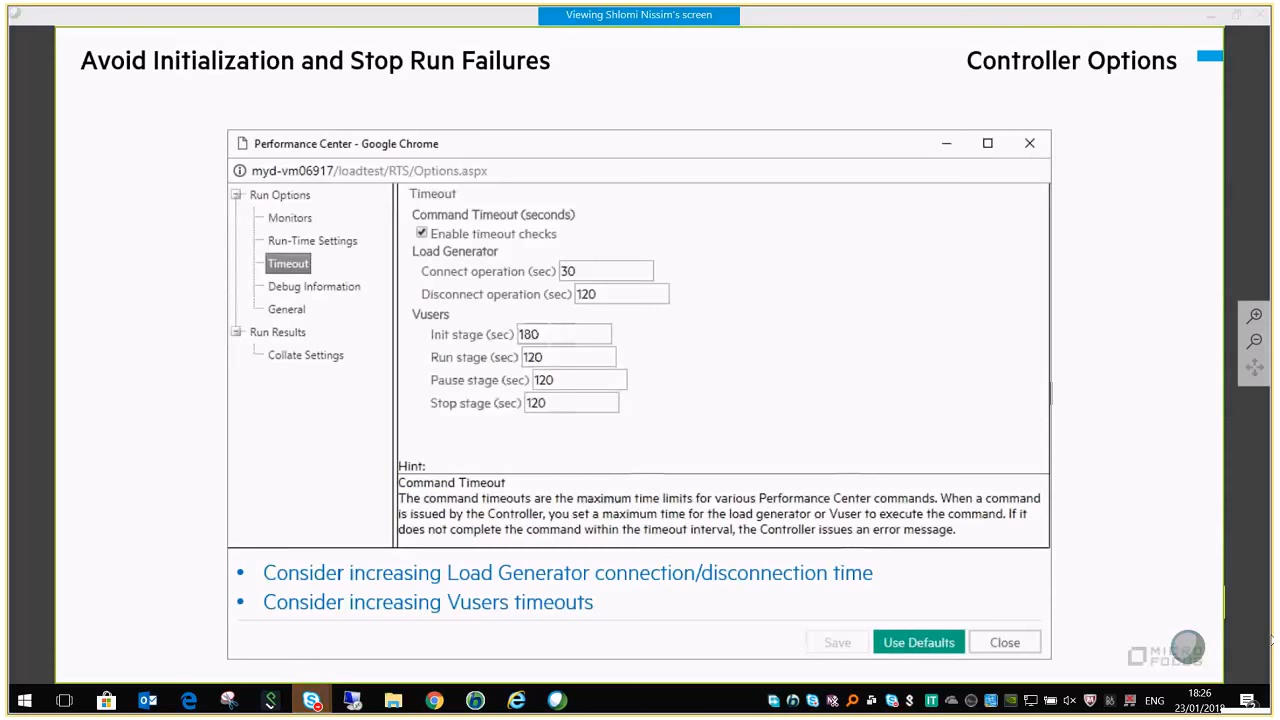 Viewing Shlomi Nissim's screen
Avoid Initialization and Stop Run Failures
Controller Options
Performance Center - Google Chrome
myd-vm06917/loadtest/RTS/Options.aspx
Run Options
Monitors
Run-Time Settings
Timeout
Debug Information
General
Run Results
Collate Settings
Timeout
Command Timeout (seconds)
Enable timeout checks
Load Generator
Connect operation (sec) 30
Disconnect operation (sec) 120
Vusers
Init stage (sec) 180
Run stage (sec) 120
Pause stage (sec) 120
Stop stage (sec) 120
Hint:
Command Timeout
The command timeouts are the maximum time limits for various Performance Center commands. When a command
is issued by the Controller, you set a maximum time for the load generator or Vuser to execute the command. If it
does not complete the command within the timeout interval, the Controller issues an error message.
• Consider increasing Load Generator connection/disconnection time
• Consider increasing Vusers timeouts
Save
Use Defaults
Close
MICRO
FOCUS
ENG
18:26
23/01/2018